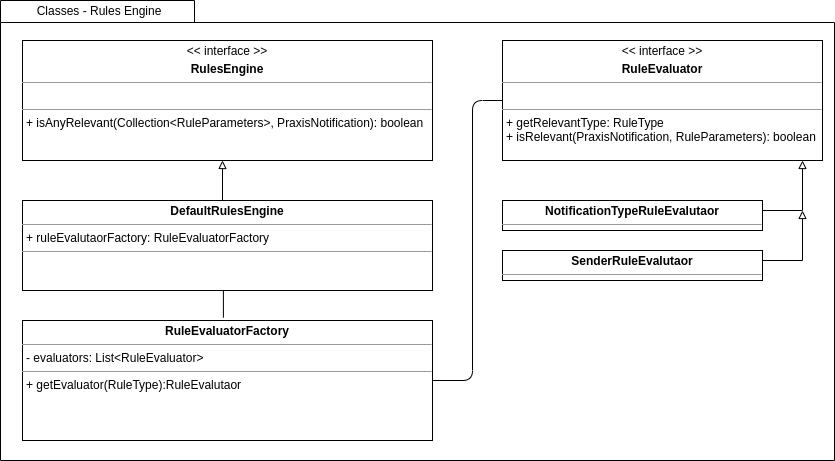 Classes - Rules Engine
<< interface >>
RulesEngine
+ isAnyRelevant(Collection<RuleParameters>, PraxisNotification): boolean
<< interface >>
RuleEvaluator
+ getRelevantType: RuleType
+ isRelevant(PraxisNotification, RuleParameters): boolean
DefaultRulesEngine
+ ruleEvalutaorFactory: RuleEvaluatorFactory
NotificationTypeRuleEvalutaor
SenderRuleEvalutaor
RuleEvaluatorFactory
- evaluators: List<RuleEvaluator>
+ getEvaluator(RuleType):RuleEvalutaor